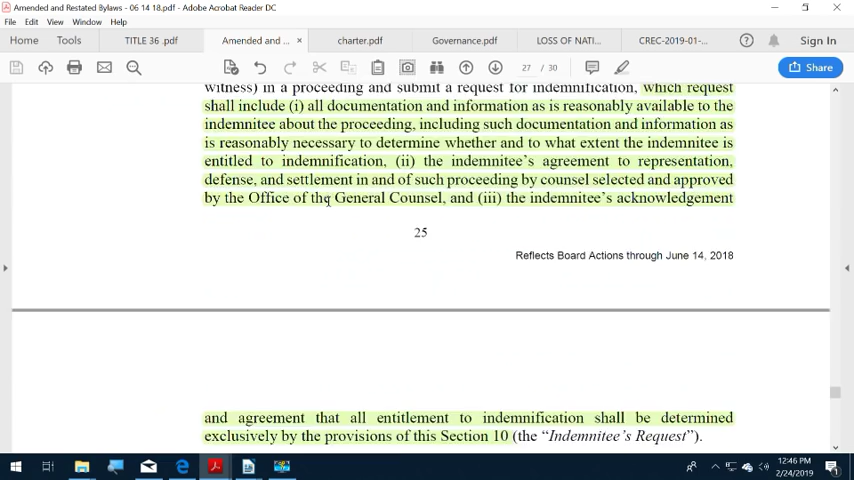 Amended and Restated Bylaws - 06 14 18.pdf - Adobe Acrobat Reader DC
File Edit View Window Help
Home Tools TITLE 36 .pdf Amended and ... × charter.pdf Governance.pdf LOSS OF NATI... CREC-2019-01-... Sign In
27 / 30 Share
witness) in a proceeding and submit a request for indemnification, which request
shall include (i) all documentation and information as is reasonably available to the
indemnitee about the proceeding, including such documentation and information as
is reasonably necessary to determine whether and to what extent the indemnitee is
entitled to indemnification, (ii) the indemnitee's agreement to representation,
defense, and settlement in and of such proceeding by counsel selected and approved
by the Office of the General Counsel, and (iii) the indemnitee's acknowledgement
25
Reflects Board Actions through June 14, 2018
and agreement that all entitlement to indemnification shall be determined
exclusively by the provisions of this Section 10 (the "Indemnitee's Request").
12:46 PM
2/24/2019